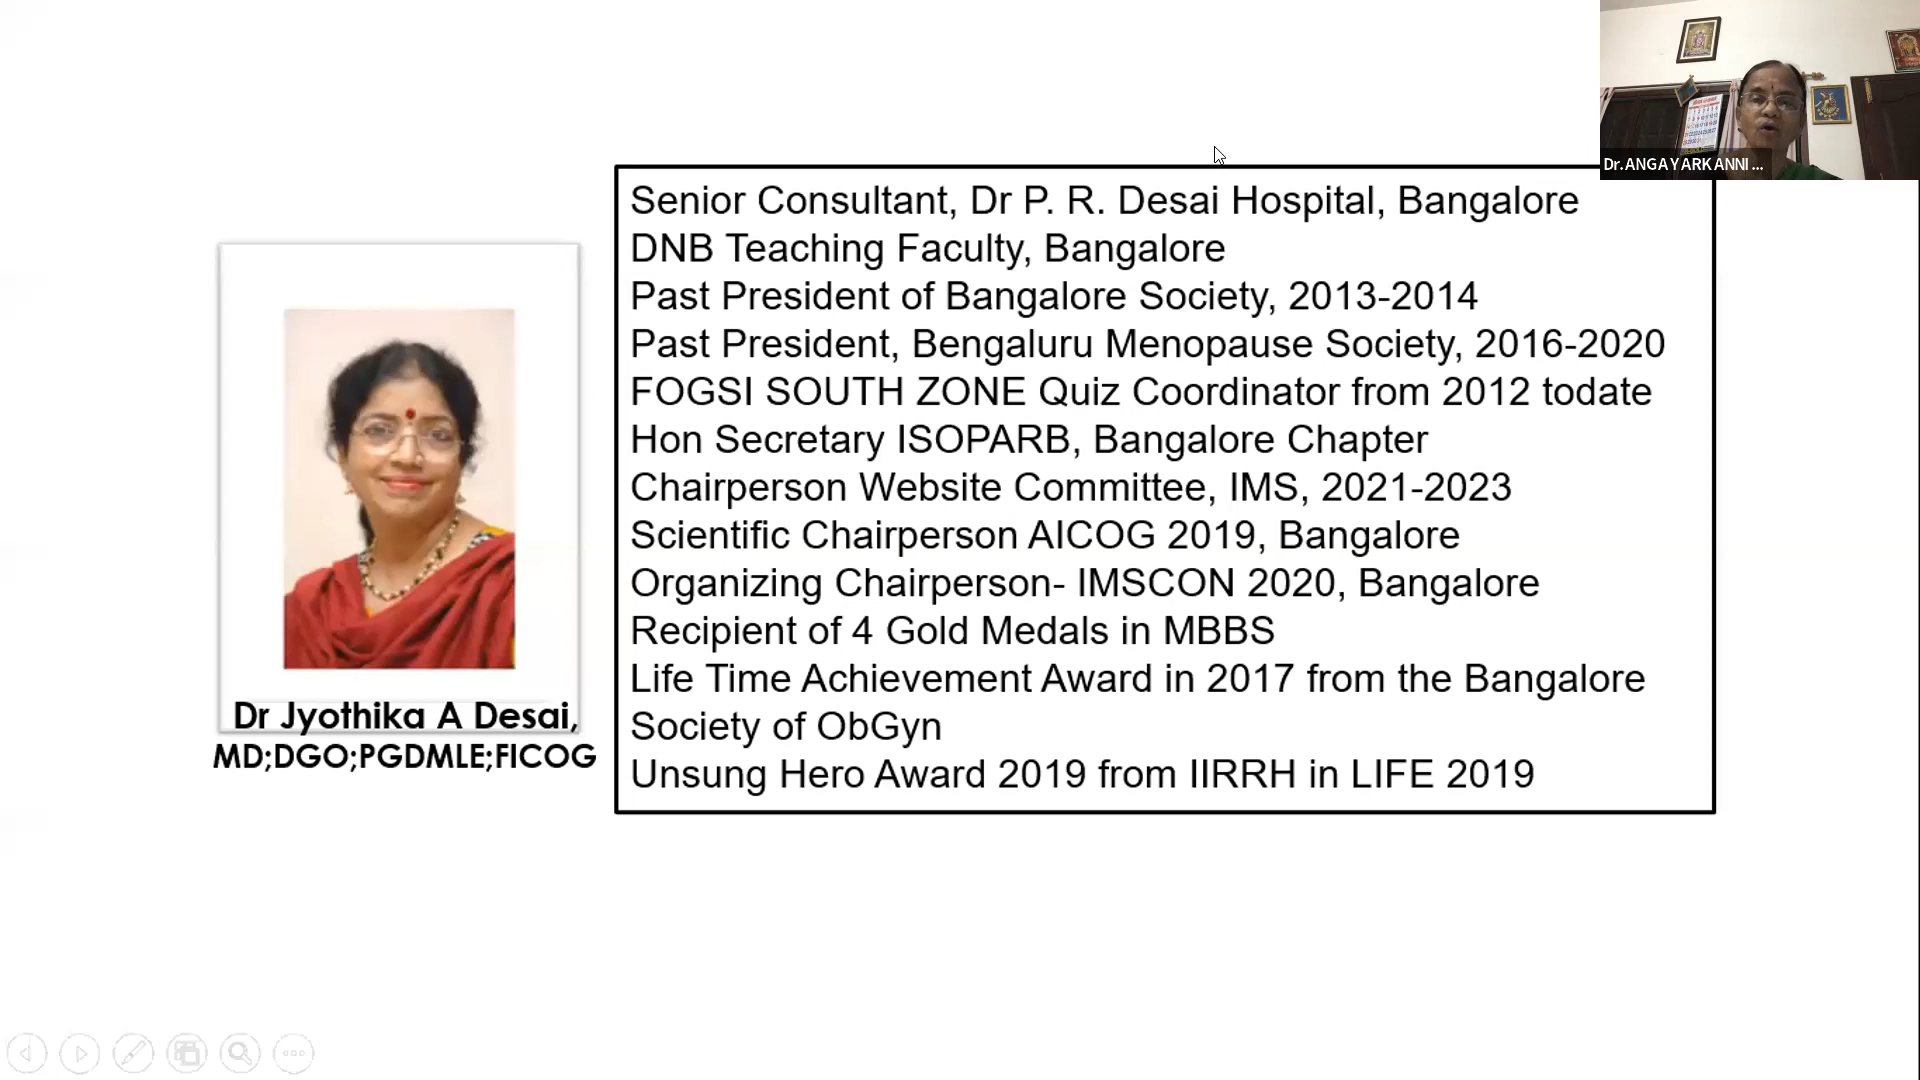 Dr.ANGAYARKANNI ...
Senior Consultant, Dr P. R. Desai Hospital, Bangalore
DNB Teaching Faculty, Bangalore
Past President of Bangalore Society, 2013-2014
Past President, Bengaluru Menopause Society, 2016-2020
FOGSI SOUTH ZONE Quiz Coordinator from 2012 todate
Hon Secretary ISOPARB, Bangalore Chapter
Chairperson Website Committee, IMS, 2021-2023
Scientific Chairperson AICOG 2019, Bangalore
Organizing Chairperson- IMSCON 2020, Bangalore
Recipient of 4 Gold Medals in MBBS
Life Time Achievement Award in 2017 from the Bangalore
Society of ObGyn
Unsung Hero Award 2019 from IIRRH in LIFE 2019
Dr Jyothika A Desai,
MD;DGO;PGDMLE;FICOG